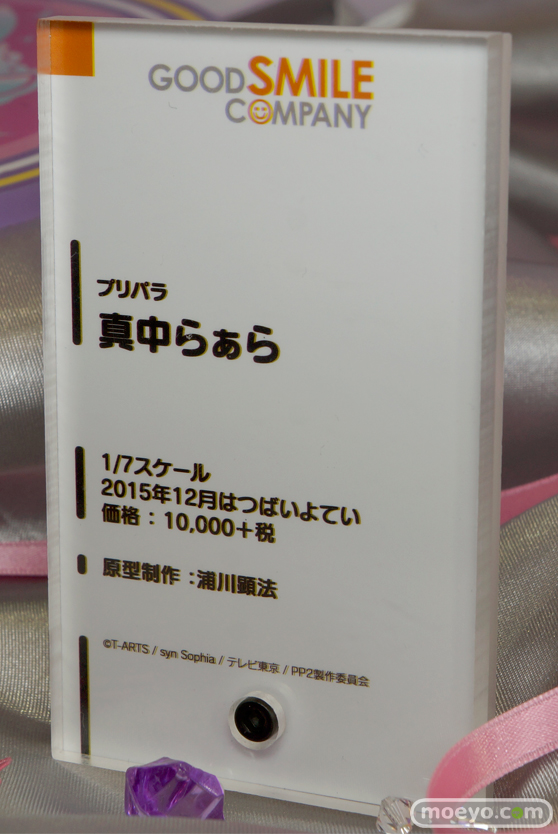 GOOD SMILE
COMPANY
プリパラ
真中らぁら
1/7スケール
2015年12月はつばいよてい
価格：10,000+税
原型制作：浦川顕法
©T-ARTS / syn Sophia / テレビ東京 / PP2製作委員会
moeyo.com